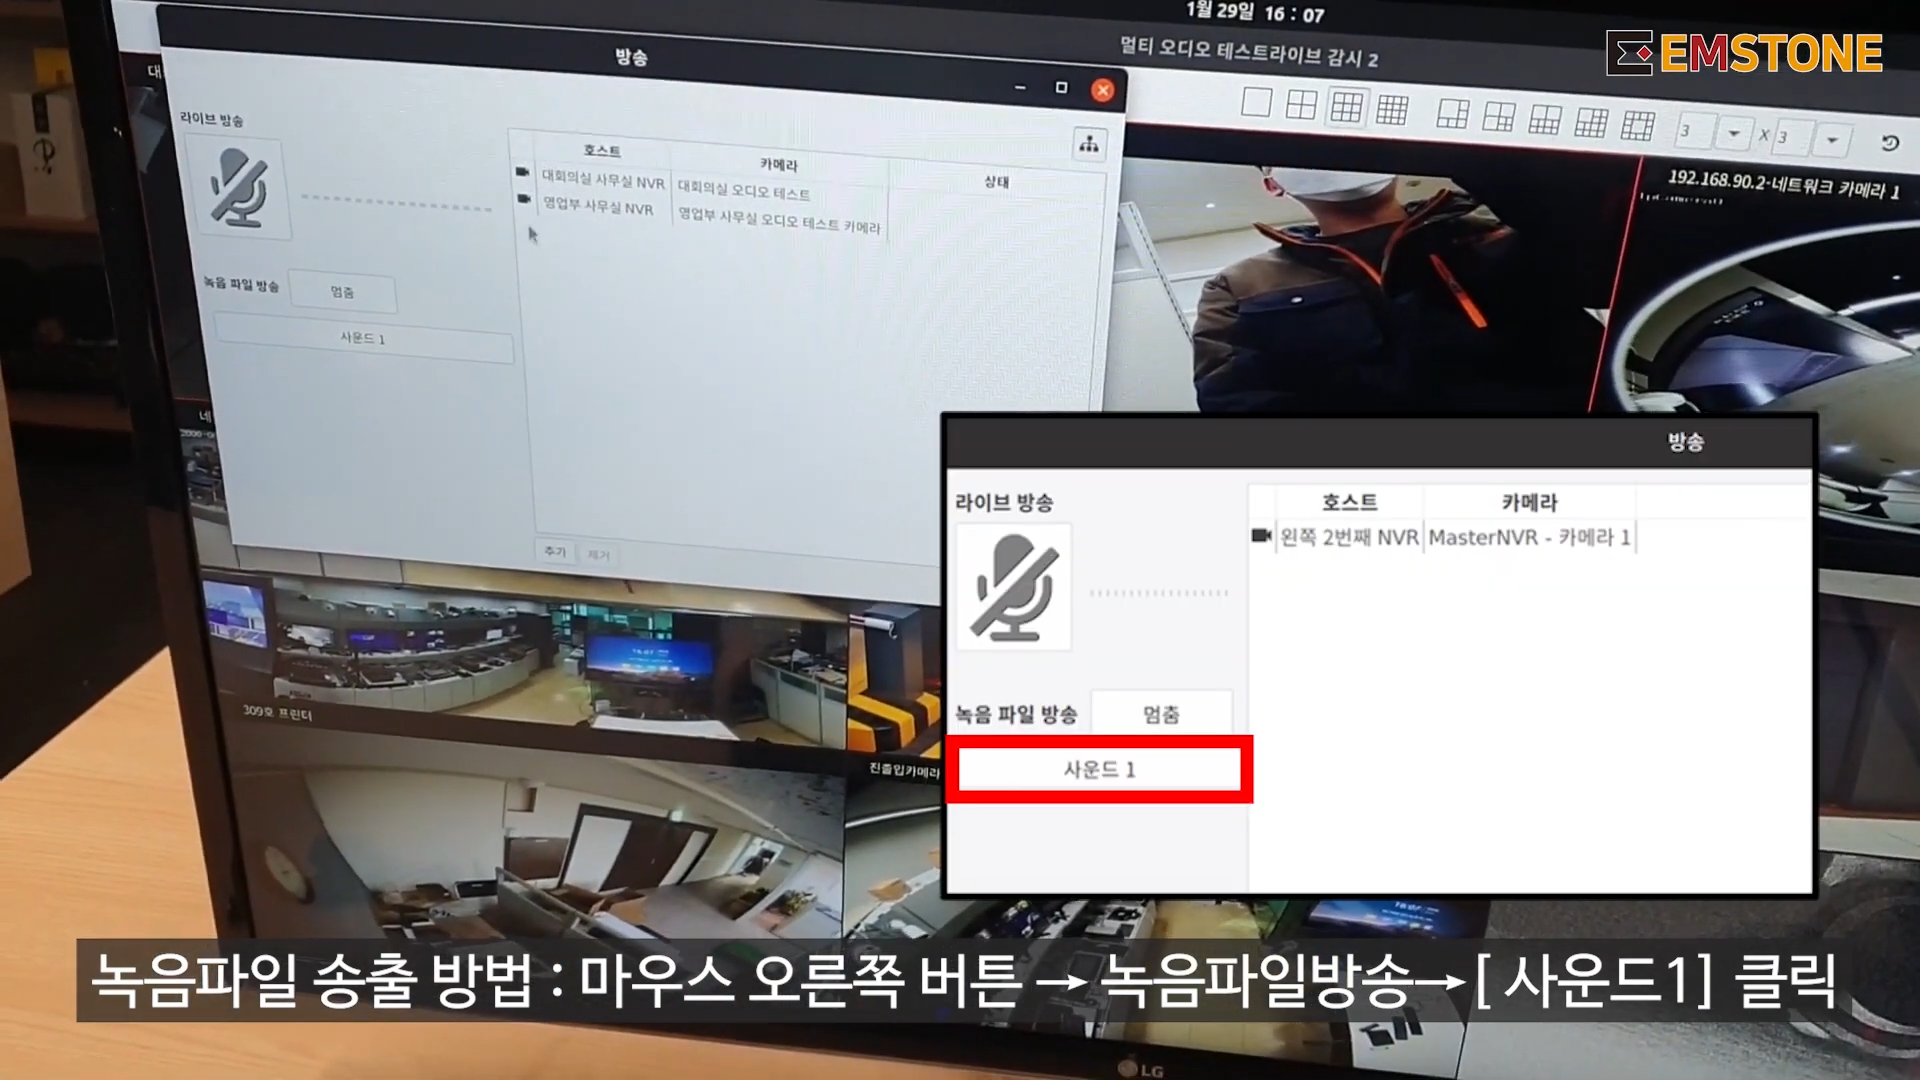 1월 29일 16 : 07
EMSTONE
멀티 오디오 테스트라이브 감시 2
방송
라이브 방송
호스트 카메라 상태
대회의실 사무실 NVR 대회의실 오디오 테스트
영업부 사무실 NVR 영업부 사무실 오디오 테스트 카메라
녹음 파일 방송 멈춤
사운드 1
추가 제거
3 X 3
192.168.90.2-네트워크 카메라 1
방송
라이브 방송
호스트 카메라
왼쪽 2번째 NVR MasterNVR - 카메라 1
녹음 파일 방송 멈춤
사운드 1
309호 프린터
진출입카메라
녹음파일 송출 방법 : 마우스 오른쪽 버튼 → 녹음파일방송→[ 사운드1] 클릭
LG